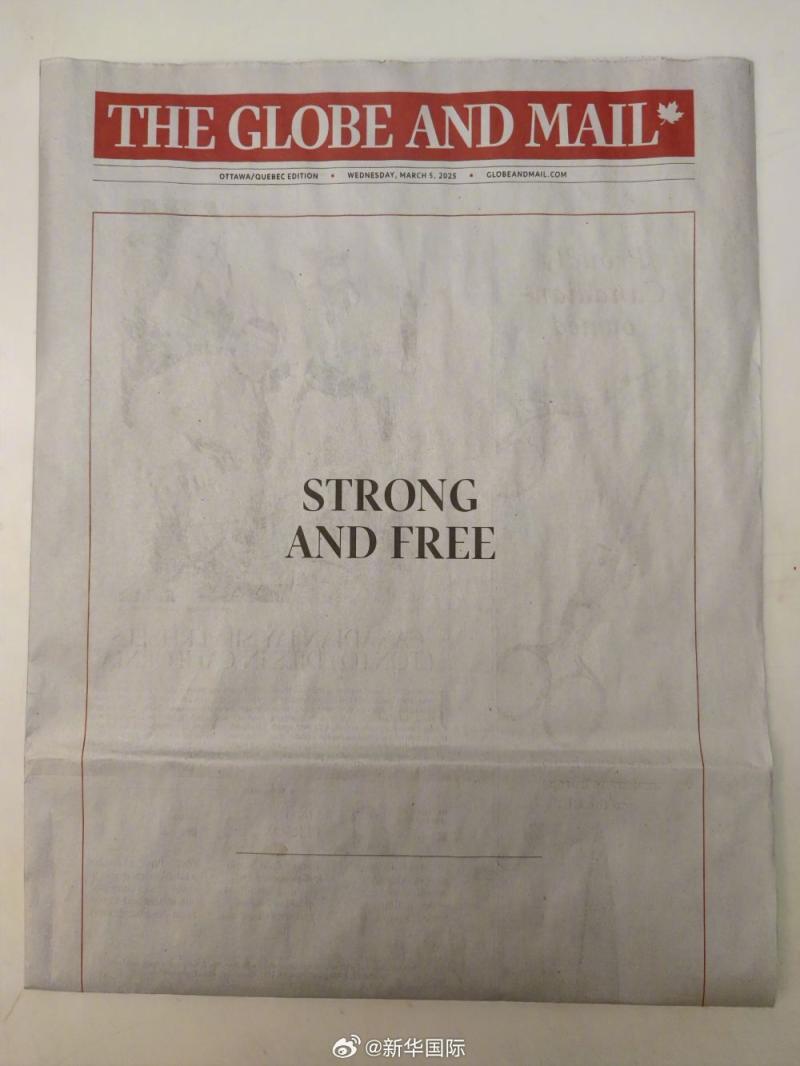 THE GLOBE AND MAIL
OTTAWA/QUEBEC EDITION • WEDNESDAY, MARCH 5, 2025 • GLOBEANDMAIL.COM
STRONG
AND FREE
@新华国际